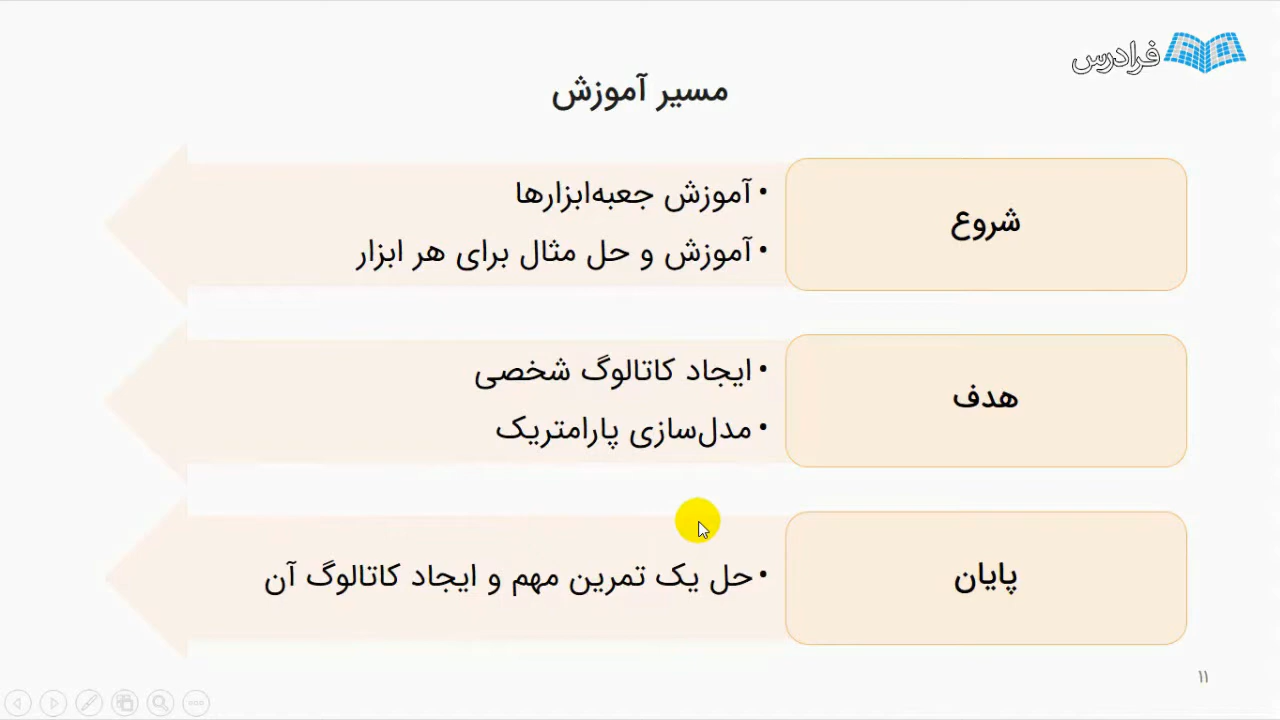 فرادرس
مسیر آموزش
شروع
• آموزش جعبه‌ابزارها
• آموزش و حل مثال برای هر ابزار
هدف
• ایجاد کاتالوگ شخصی
• مدل‌سازی پارامتریک
پایان
• حل یک تمرین مهم و ایجاد کاتالوگ آن
۱۱